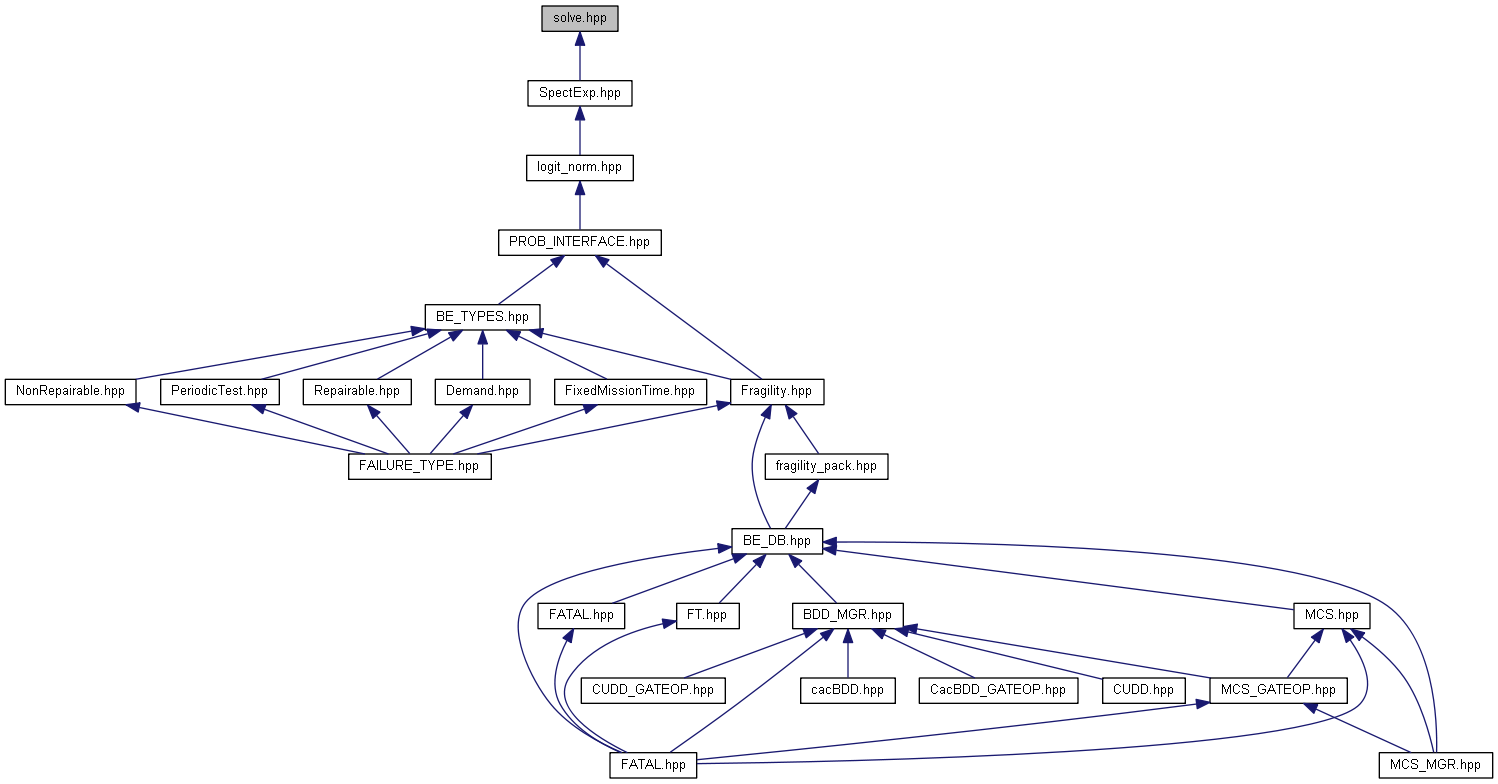 solve.hpp
SpectExp.hpp
logit_norm.hpp
PROB_INTERFACE.hpp
BE_TYPES.hpp
NonRepairable.hpp
PeriodicTest.hpp
Repairable.hpp
Demand.hpp
FixedMissionTime.hpp
Fragility.hpp
FAILURE_TYPE.hpp
fragility_pack.hpp
BE_DB.hpp
FATAL.hpp
FT.hpp
BDD_MGR.hpp
MCS.hpp
CUDD_GATEOP.hpp
cacBDD.hpp
CacBDD_GATEOP.hpp
CUDD.hpp
MCS_GATEOP.hpp
FATAL.hpp
MCS_MGR.hpp